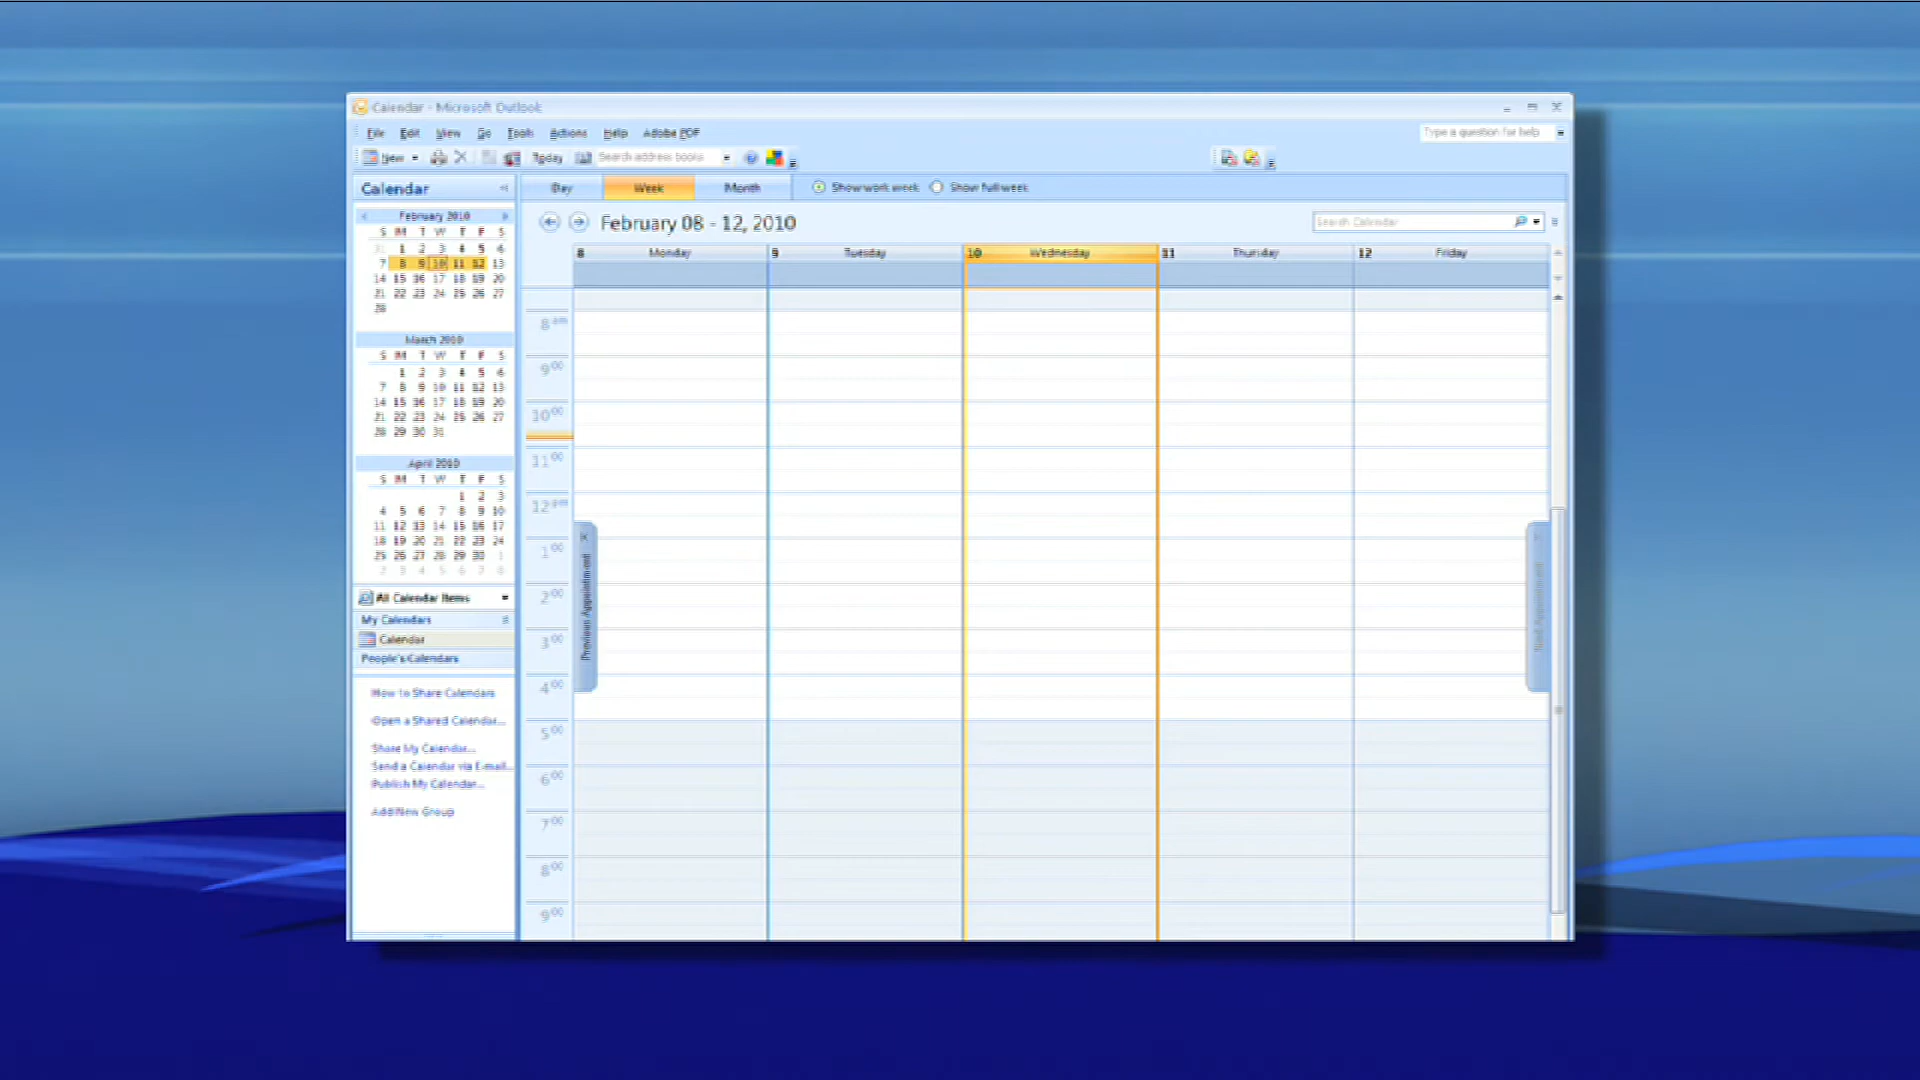 Calendar - Microsoft Outlook
File Edit View Go Tools Actions Help Adobe PDF
Type a question for help
New Today Search address books
Calendar
Day Week Month Show work week Show full week
February 08 - 12, 2010
Search Calendar
February 2010
S M T W T F S
31 1 2 3 4 5 6
7 8 9 10 11 12 13
14 15 16 17 18 19 20
21 22 23 24 25 26 27
28
March 2010
S M T W T F S
1 2 3 4 5 6
7 8 9 10 11 12 13
14 15 16 17 18 19 20
21 22 23 24 25 26 27
28 29 30 31
April 2010
S M T W T F S
1 2 3
4 5 6 7 8 9 10
11 12 13 14 15 16 17
18 19 20 21 22 23 24
25 26 27 28 29 30 1
2 3 4 5 6 7 8
All Calendar Items
My Calendars
Calendar
People's Calendars
How to Share Calendars
Open a Shared Calendar...
Share My Calendar...
Send a Calendar via E-mail...
Publish My Calendar...
Add New Group
8 Monday 9 Tuesday 10 Wednesday 11 Thursday 12 Friday
8 am
9 00
10 00
11 00
12 pm
1 00
2 00
3 00
4 00
5 00
6 00
7 00
8 00
9 00
Previous Appointment
Next Appointment